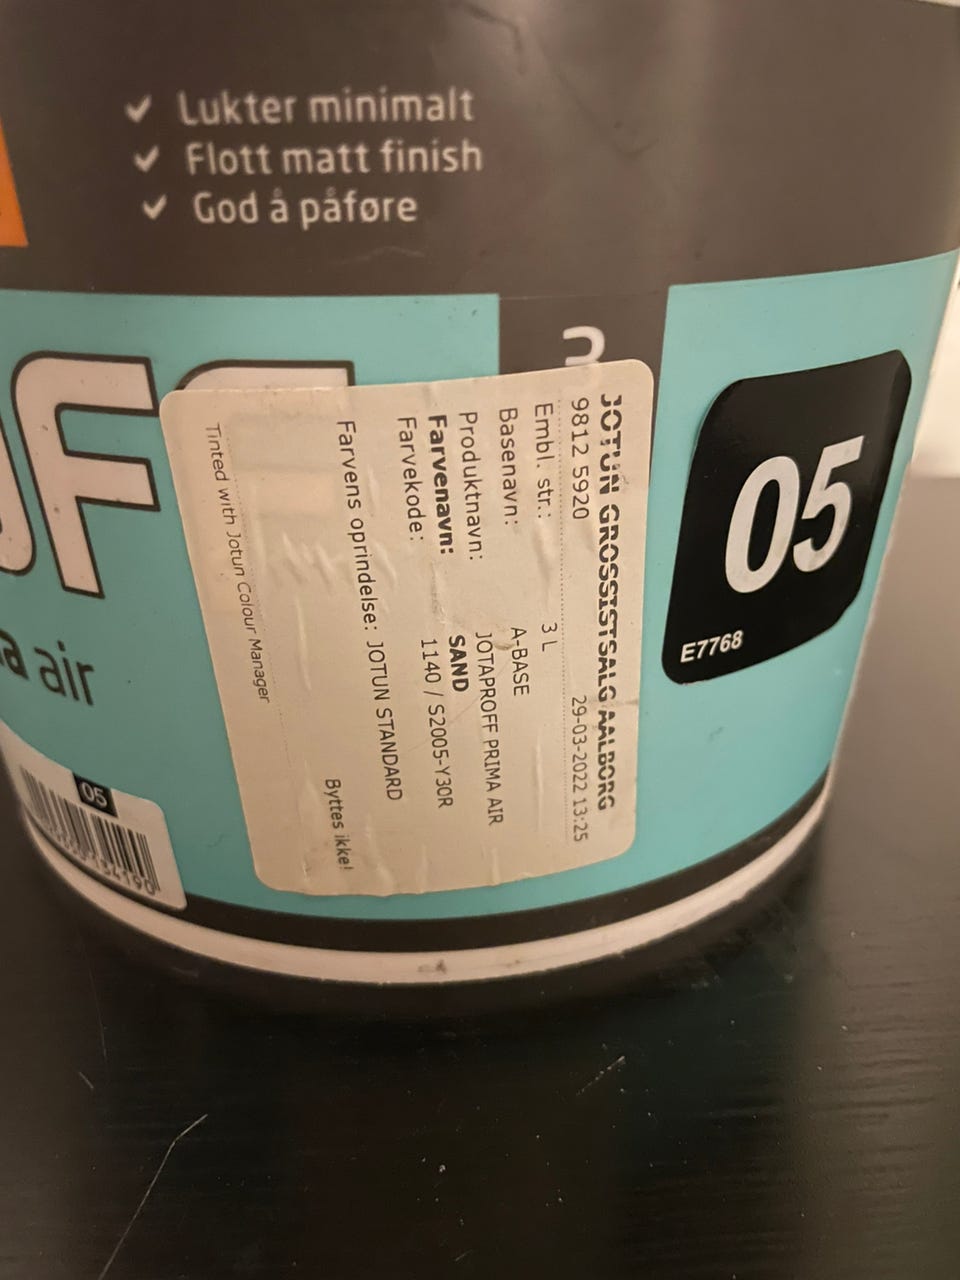 Lukter minimalt
Flott matt finish
God å påføre
air
JOTUN GROSSISTSALG AALBORG
9812 5920 29-03-2022 13:25
Embl. str.: 3 L
Basenavn: A-BASE
Produktnavn: JOTAPROFF PRIMA AIR
Farvenavn: SAND
Farvekode: 1140 / S2005-Y30R
Farvens oprindelse: JOTUN STANDARD
Byttes ikke!
Tinted with Jotun Colour Manager
05
E7768
05